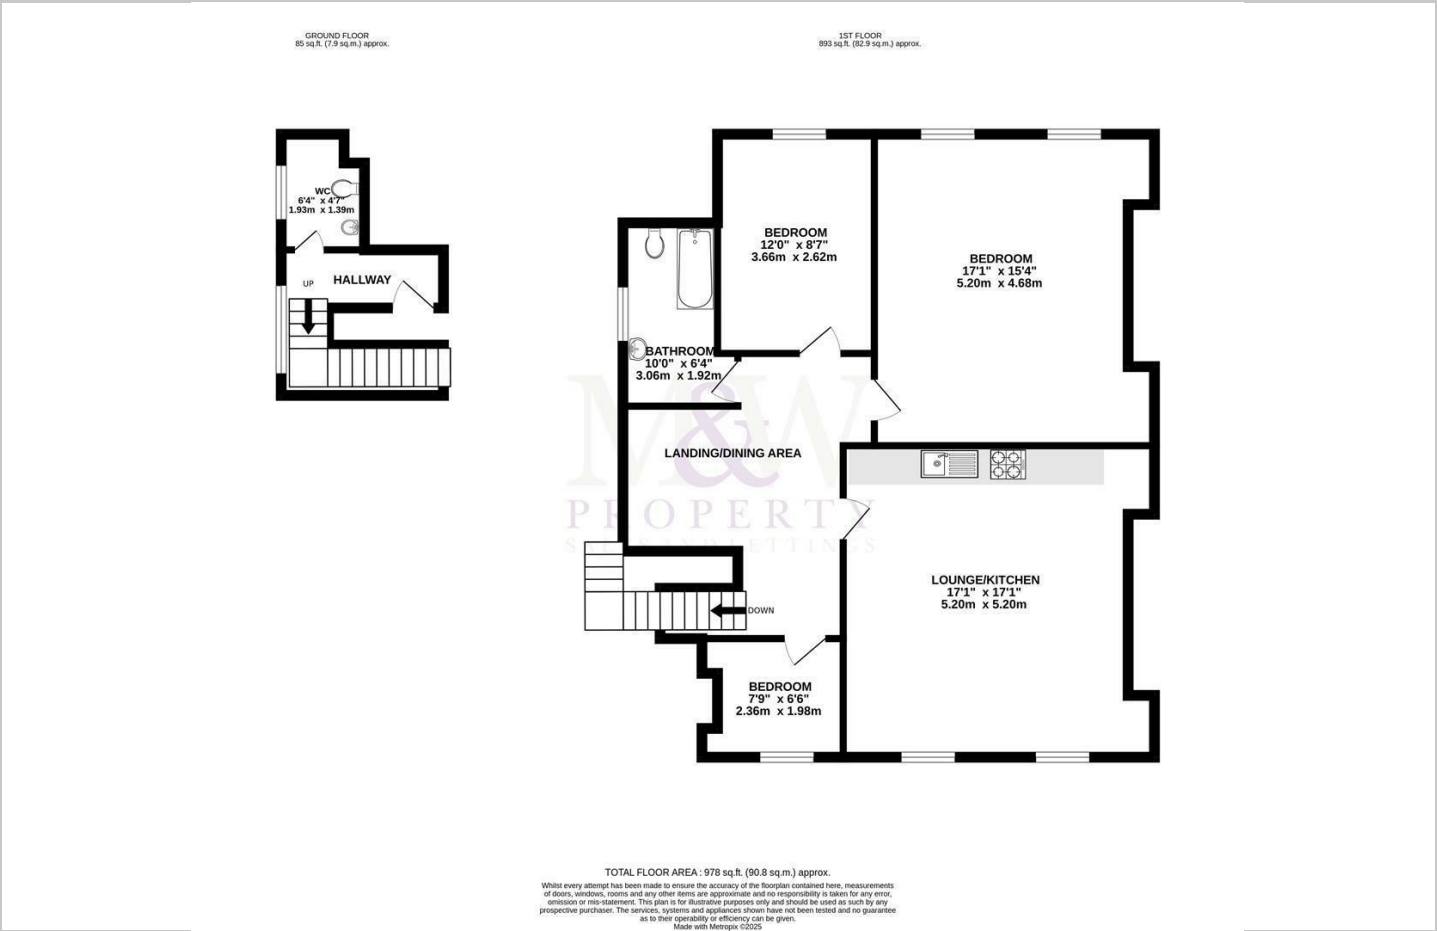 GROUND FLOOR
85 sq.ft. (7.9 sq.m.) approx.
1ST FLOOR
893 sq.ft. (82.9 sq.m.) approx.
WC
6'4" x 4'7"
1.93m x 1.39m
UP
HALLWAY
BEDROOM
12'0" x 8'7"
3.66m x 2.62m
BEDROOM
17'1" x 15'4"
5.20m x 4.68m
BATHROOM
10'0" x 6'4"
3.06m x 1.92m
LANDING/DINING AREA
M&W
PROPERTY
SALES AND LETTINGS
LOUNGE/KITCHEN
17'1" x 17'1"
5.20m x 5.20m
DOWN
BEDROOM
7'9" x 6'6"
2.36m x 1.98m
TOTAL FLOOR AREA : 978 sq.ft. (90.8 sq.m.) approx.
Whilst every attempt has been made to ensure the accuracy of the floorplan contained here, measurements
of doors, windows, rooms and any other items are approximate and no responsibility is taken for any error,
omission or mis-statement. This plan is for illustrative purposes only and should be used as such by any
prospective purchaser. The services, systems and appliances shown have not been tested and no guarantee
as to their operability or efficiency can be given.
Made with Metropix ©2025